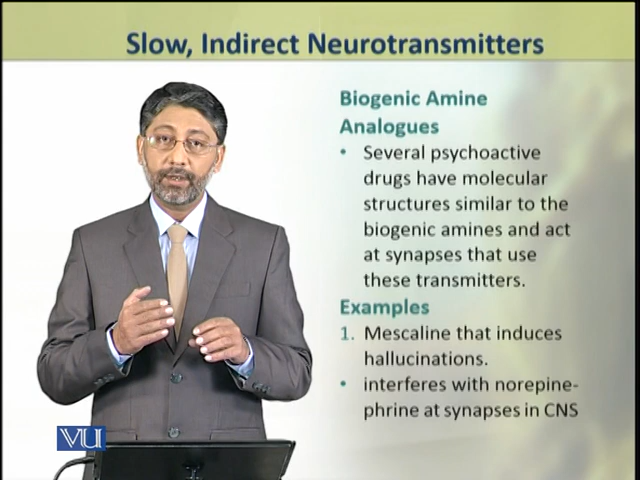 Slow, Indirect Neurotransmitters
Biogenic Amine
Analogues
• Several psychoactive
drugs have molecular
structures similar to the
biogenic amines and act
at synapses that use
these transmitters.
Examples
1. Mescaline that induces
hallucinations.
• interferes with norepine-
phrine at synapses in CNS
VU